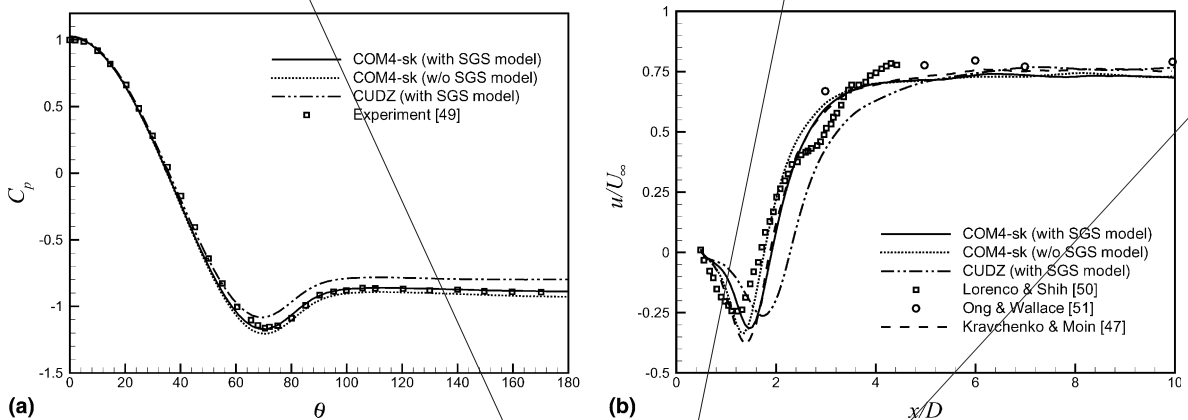 1
0.5
0
-0.5
-1
-1.5
C_p
0 20 40 60 80 100 120 140 160 180
θ
COM4-sk (with SGS model)
COM4-sk (w/o SGS model)
CUDZ (with SGS model)
Experiment [49]
(a)
1
0.75
0.5
0.25
0
-0.25
-0.5
u/U_∞
0 2 4 6 8 10
x/D
COM4-sk (with SGS model)
COM4-sk (w/o SGS model)
CUDZ (with SGS model)
Lorenco & Shih [50]
Ong & Wallace [51]
Kravchenko & Moin [47]
(b)